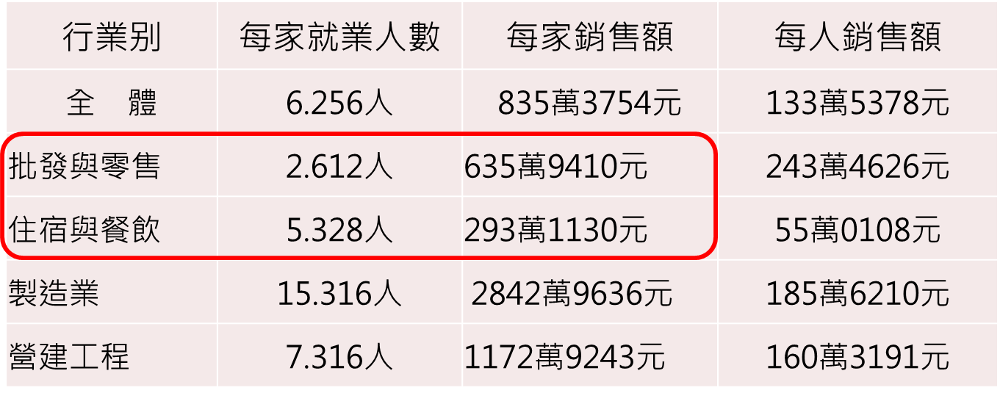 行業別 每家就業人數 每家銷售額 每人銷售額
全 體 6.256人 835萬3754元 133萬5378元
批發與零售 2.612人 635萬9410元 243萬4626元
住宿與餐飲 5.328人 293萬1130元 55萬0108元
製造業 15.316人 2842萬9636元 185萬6210元
營建工程 7.316人 1172萬9243元 160萬3191元